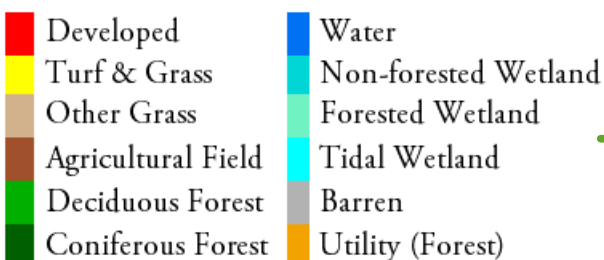 Developed
Turf & Grass
Other Grass
Agricultural Field
Deciduous Forest
Coniferous Forest
Water
Non-forested Wetland
Forested Wetland
Tidal Wetland
Barren
Utility (Forest)